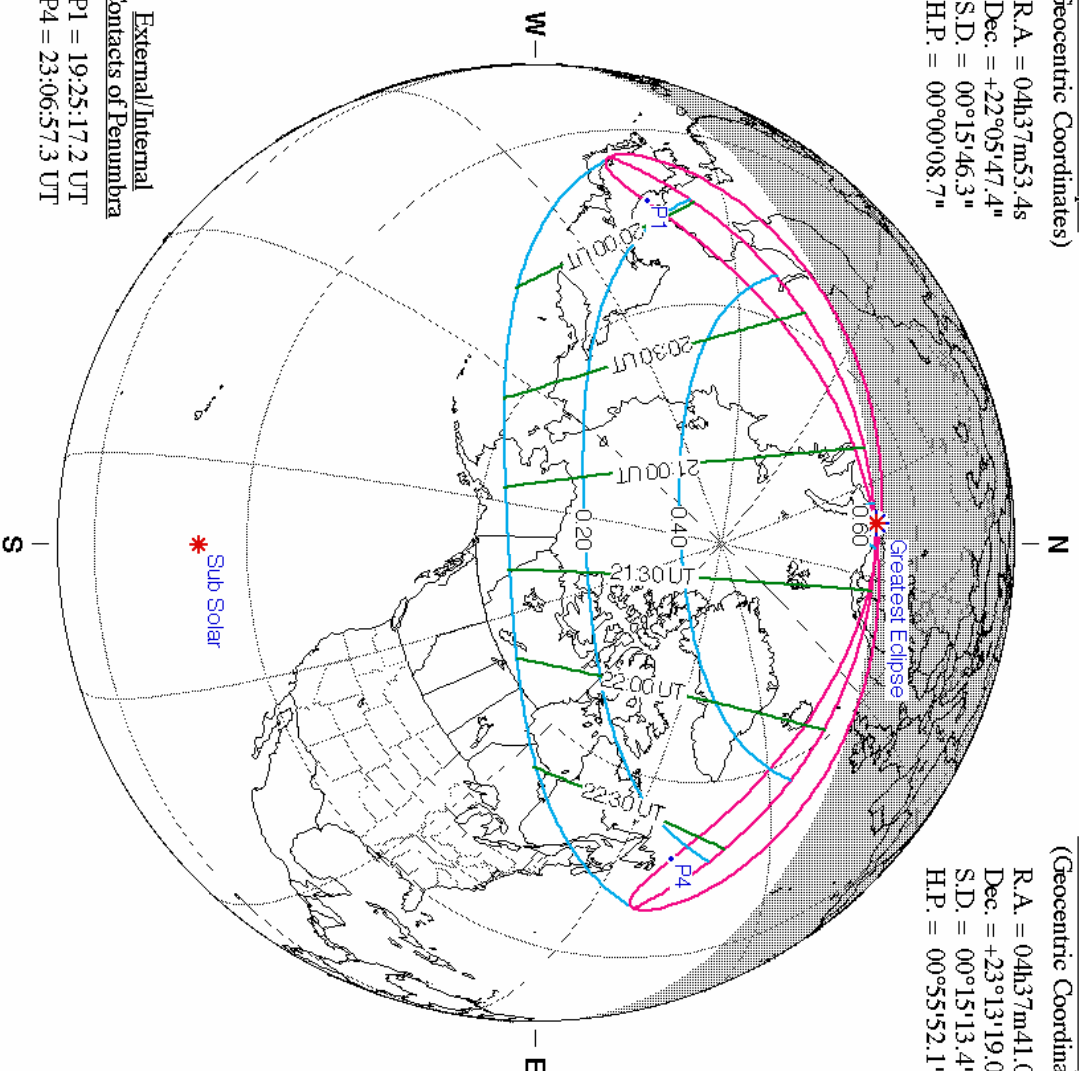 Geocentric Coordinates)
R.A. = 04h37m53.4s
Dec. = +22°05'47.4"
S.D. = 00°15'46.3"
H.P. = 00°00'08.7"
(Geocentric Coordina
R.A. = 04h37m41.0
Dec. = +23°13'19.0
S.D. = 00°15'13.4"
H.P. = 00°55'52.1"
N
Greatest Eclipse
0.60
0.40
0.20
P1
P4
20:00 UT
20:30 UT
21:00 UT
21:30 UT
22:00 UT
22:30 UT
W
E
Sub Solar
S
External/Internal
ontacts of Penumbra
P1 = 19:25:17.2 UT
P4 = 23:06:57.3 UT